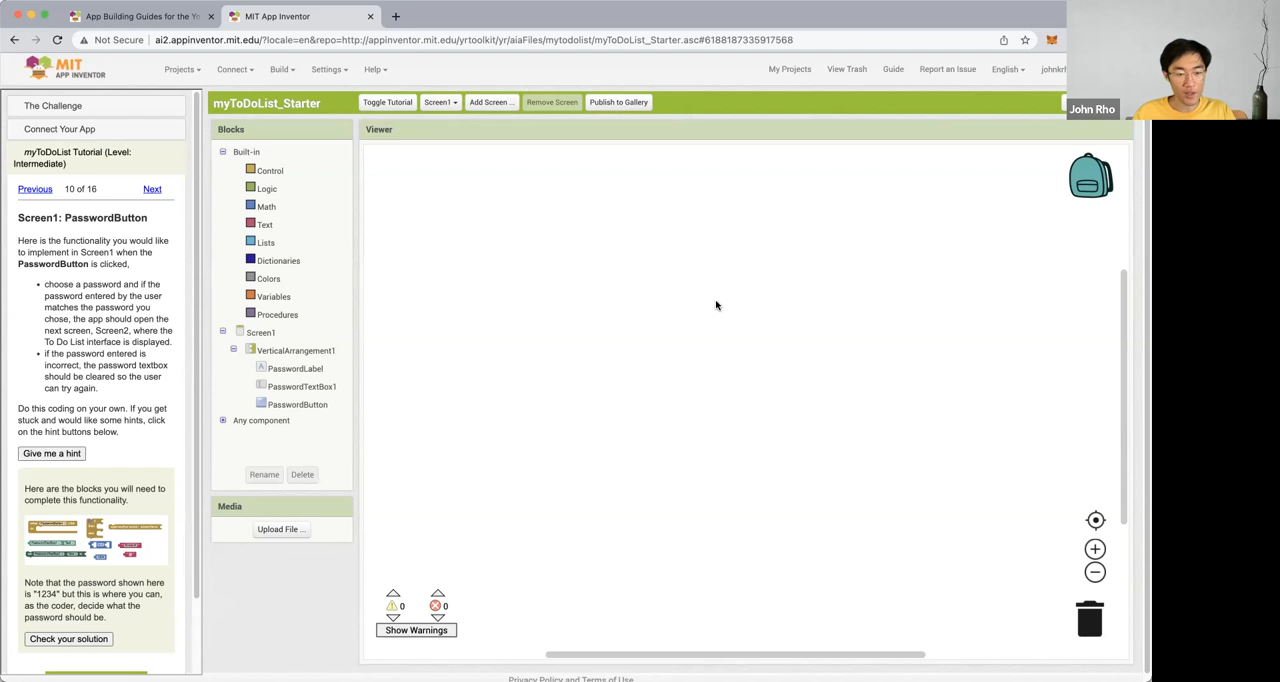 App Building Guides for the Yo
MIT App Inventor
Not Secure
ai2.appinventor.mit.edu/?locale=en&repo=http://appinventor.mit.edu/yrtoolkit/yr/aiaFiles/mytodolist/myToDoList_Starter.asc#6188187335917568
MIT
APP INVENTOR
Projects
Connect
Build
Settings
Help
My Projects
View Trash
Guide
Report an Issue
English
johnkrh
John Rho
The Challenge
Connect Your App
myToDoList Tutorial (Level:
Intermediate)
Previous 10 of 16 Next
Screen1: PasswordButton
Here is the functionality you would like
to implement in Screen1 when the
PasswordButton is clicked,
• choose a password and if the
password entered by the user
matches the password you
chose, the app should open the
next screen, Screen2, where the
To Do List interface is displayed.
• if the password entered is
incorrect, the password textbox
should be cleared so the user
can try again.
Do this coding on your own. If you get
stuck and would like some hints, click
on the hint buttons below.
Give me a hint
Here are the blocks you will need to
complete this functionality.
Note that the password shown here
is "1234" but this is where you can,
as the coder, decide what the
password should be.
Check your solution
myToDoList_Starter
Toggle Tutorial
Screen1
Add Screen ...
Remove Screen
Publish to Gallery
Blocks
Built-in
Control
Logic
Math
Text
Lists
Dictionaries
Colors
Variables
Procedures
Screen1
VerticalArrangement1
A PasswordLabel
PasswordTextBox1
PasswordButton
Any component
Rename
Delete
Media
Upload File ...
Viewer
0
0
Show Warnings
Privacy Policy and Terms of Use